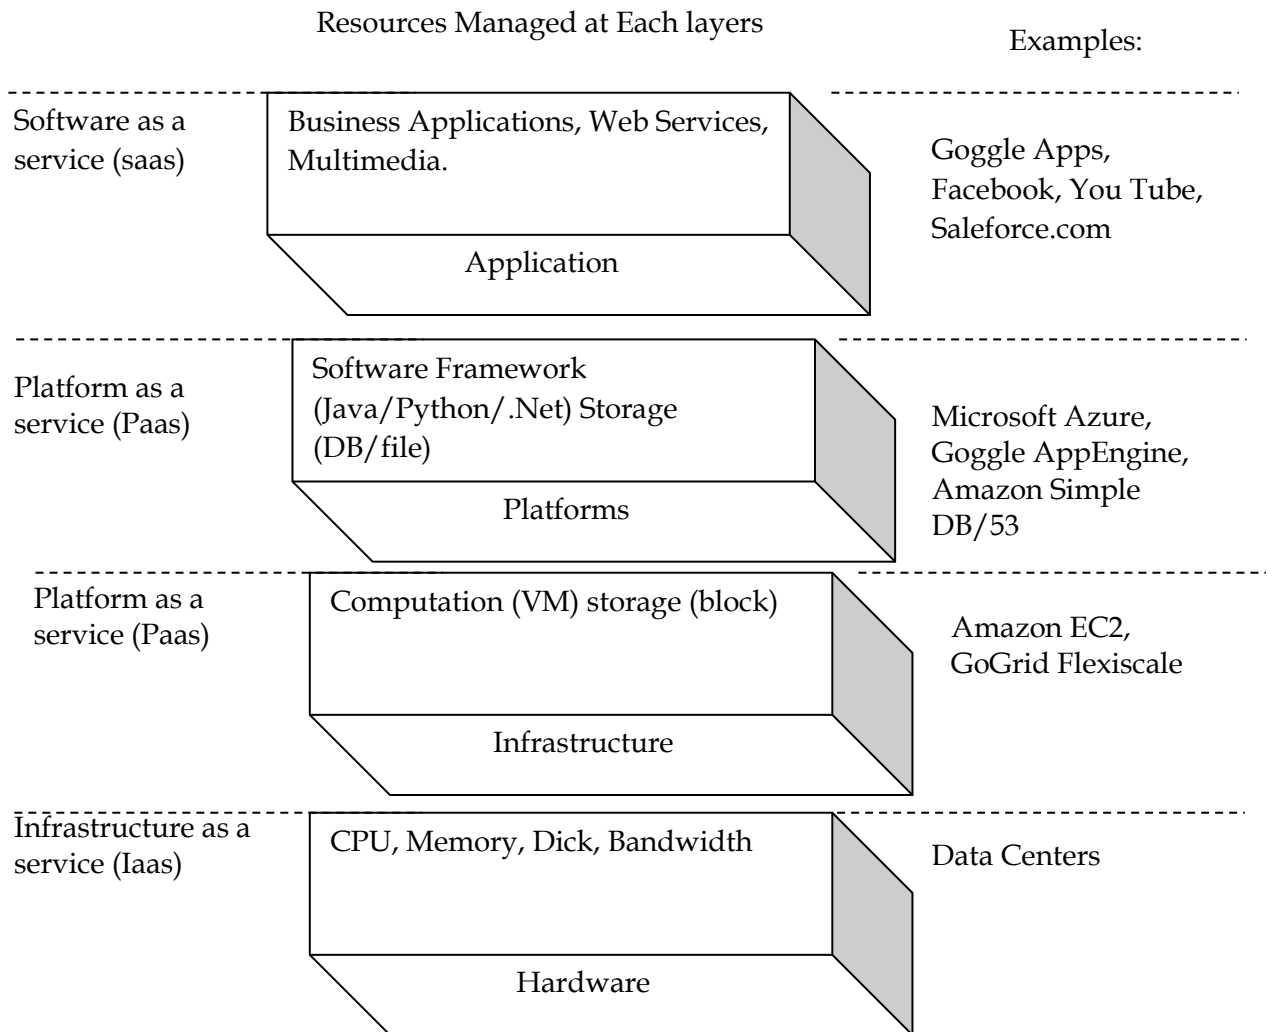 Resources Managed at Each layers
Examples:
Software as a
service (saas)
Business Applications, Web Services,
Multimedia.
Application
Goggle Apps,
Facebook, You Tube,
Saleforce.com
Platform as a
service (Paas)
Software Framework
(Java/Python/.Net) Storage
(DB/file)
Platforms
Microsoft Azure,
Goggle AppEngine,
Amazon Simple
DB/53
Platform as a
service (Paas)
Computation (VM) storage (block)
Infrastructure
Amazon EC2,
GoGrid Flexiscale
Infrastructure as a
service (Iaas)
CPU, Memory, Dick, Bandwidth
Hardware
Data Centers